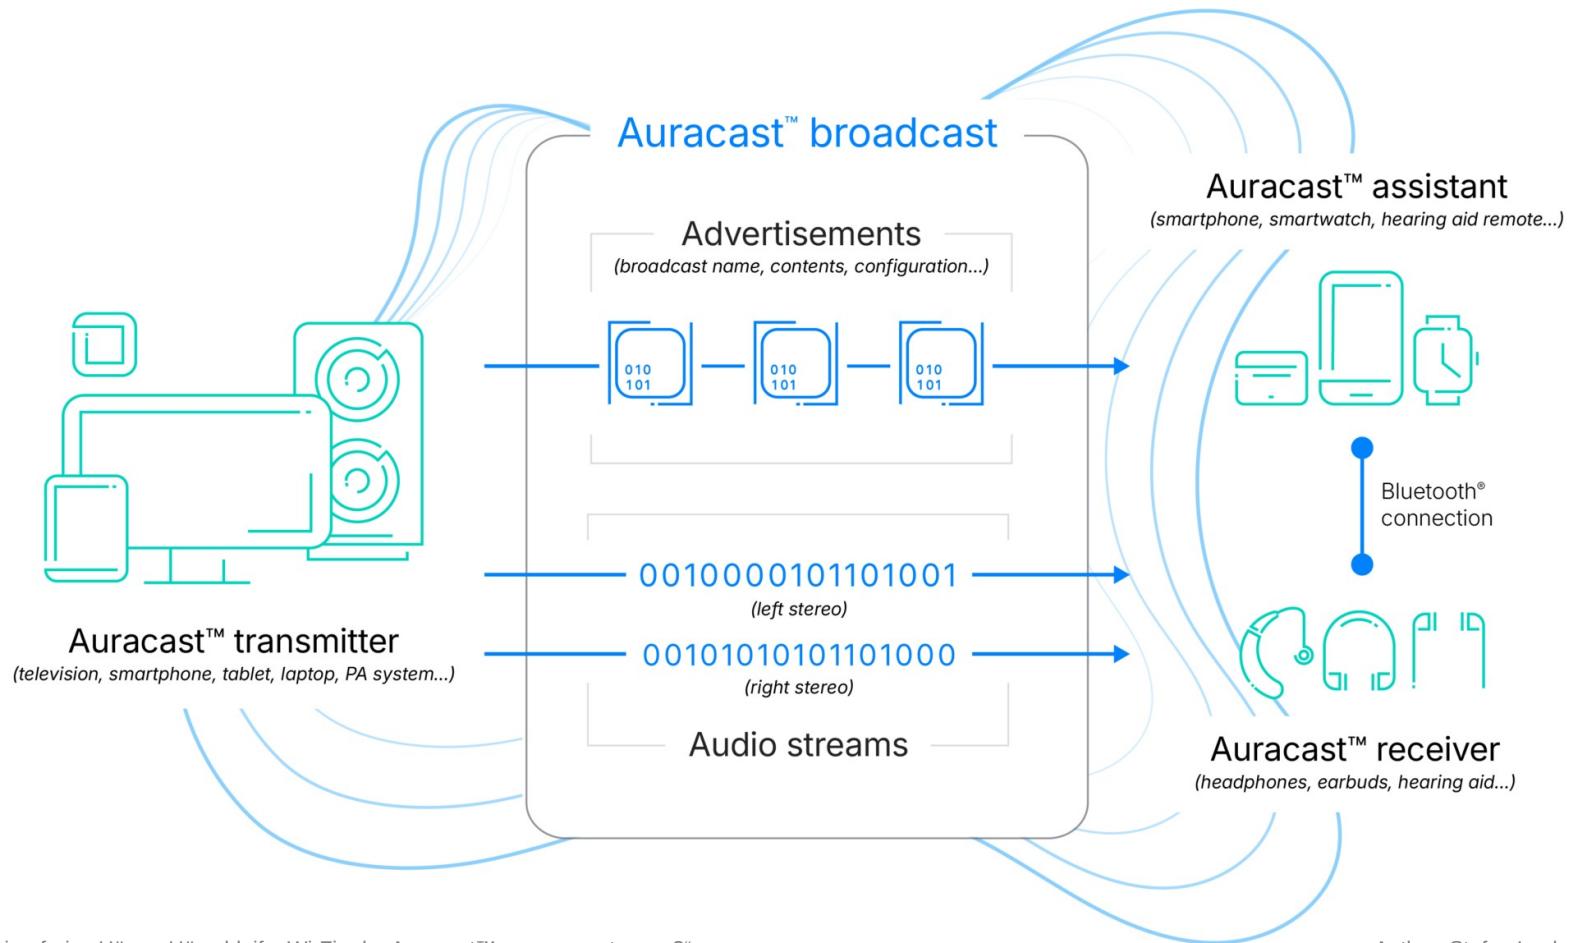 Auracast™ broadcast
Auracast™ assistant
(smartphone, smartwatch, hearing aid remote...)
Advertisements
(broadcast name, contents, configuration...)
010
101
010
101
010
101
Bluetooth®
connection
0010000101101001
(left stereo)
00101010101101000
(right stereo)
Auracast™ transmitter
(television, smartphone, tablet, laptop, PA system...)
Audio streams
Auracast™ receiver
(headphones, earbuds, hearing aid...)